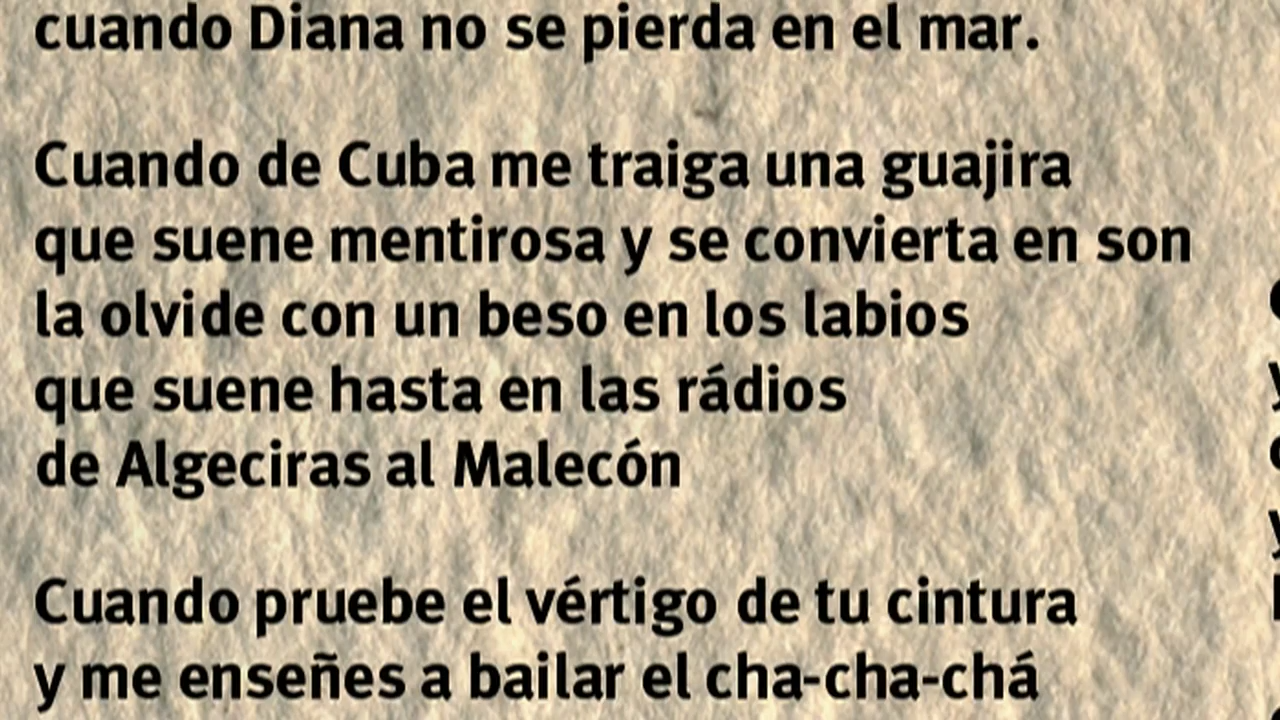 cuando Diana no se pierda en el mar.
Cuando de Cuba me traiga una guajira
que suene mentirosa y se convierta en son
la olvide con un beso en los labios
que suene hasta en las rádios
de Algeciras al Malecón
Cuando pruebe el vértigo de tu cintura
y me enseñes a bailar el cha-cha-chá